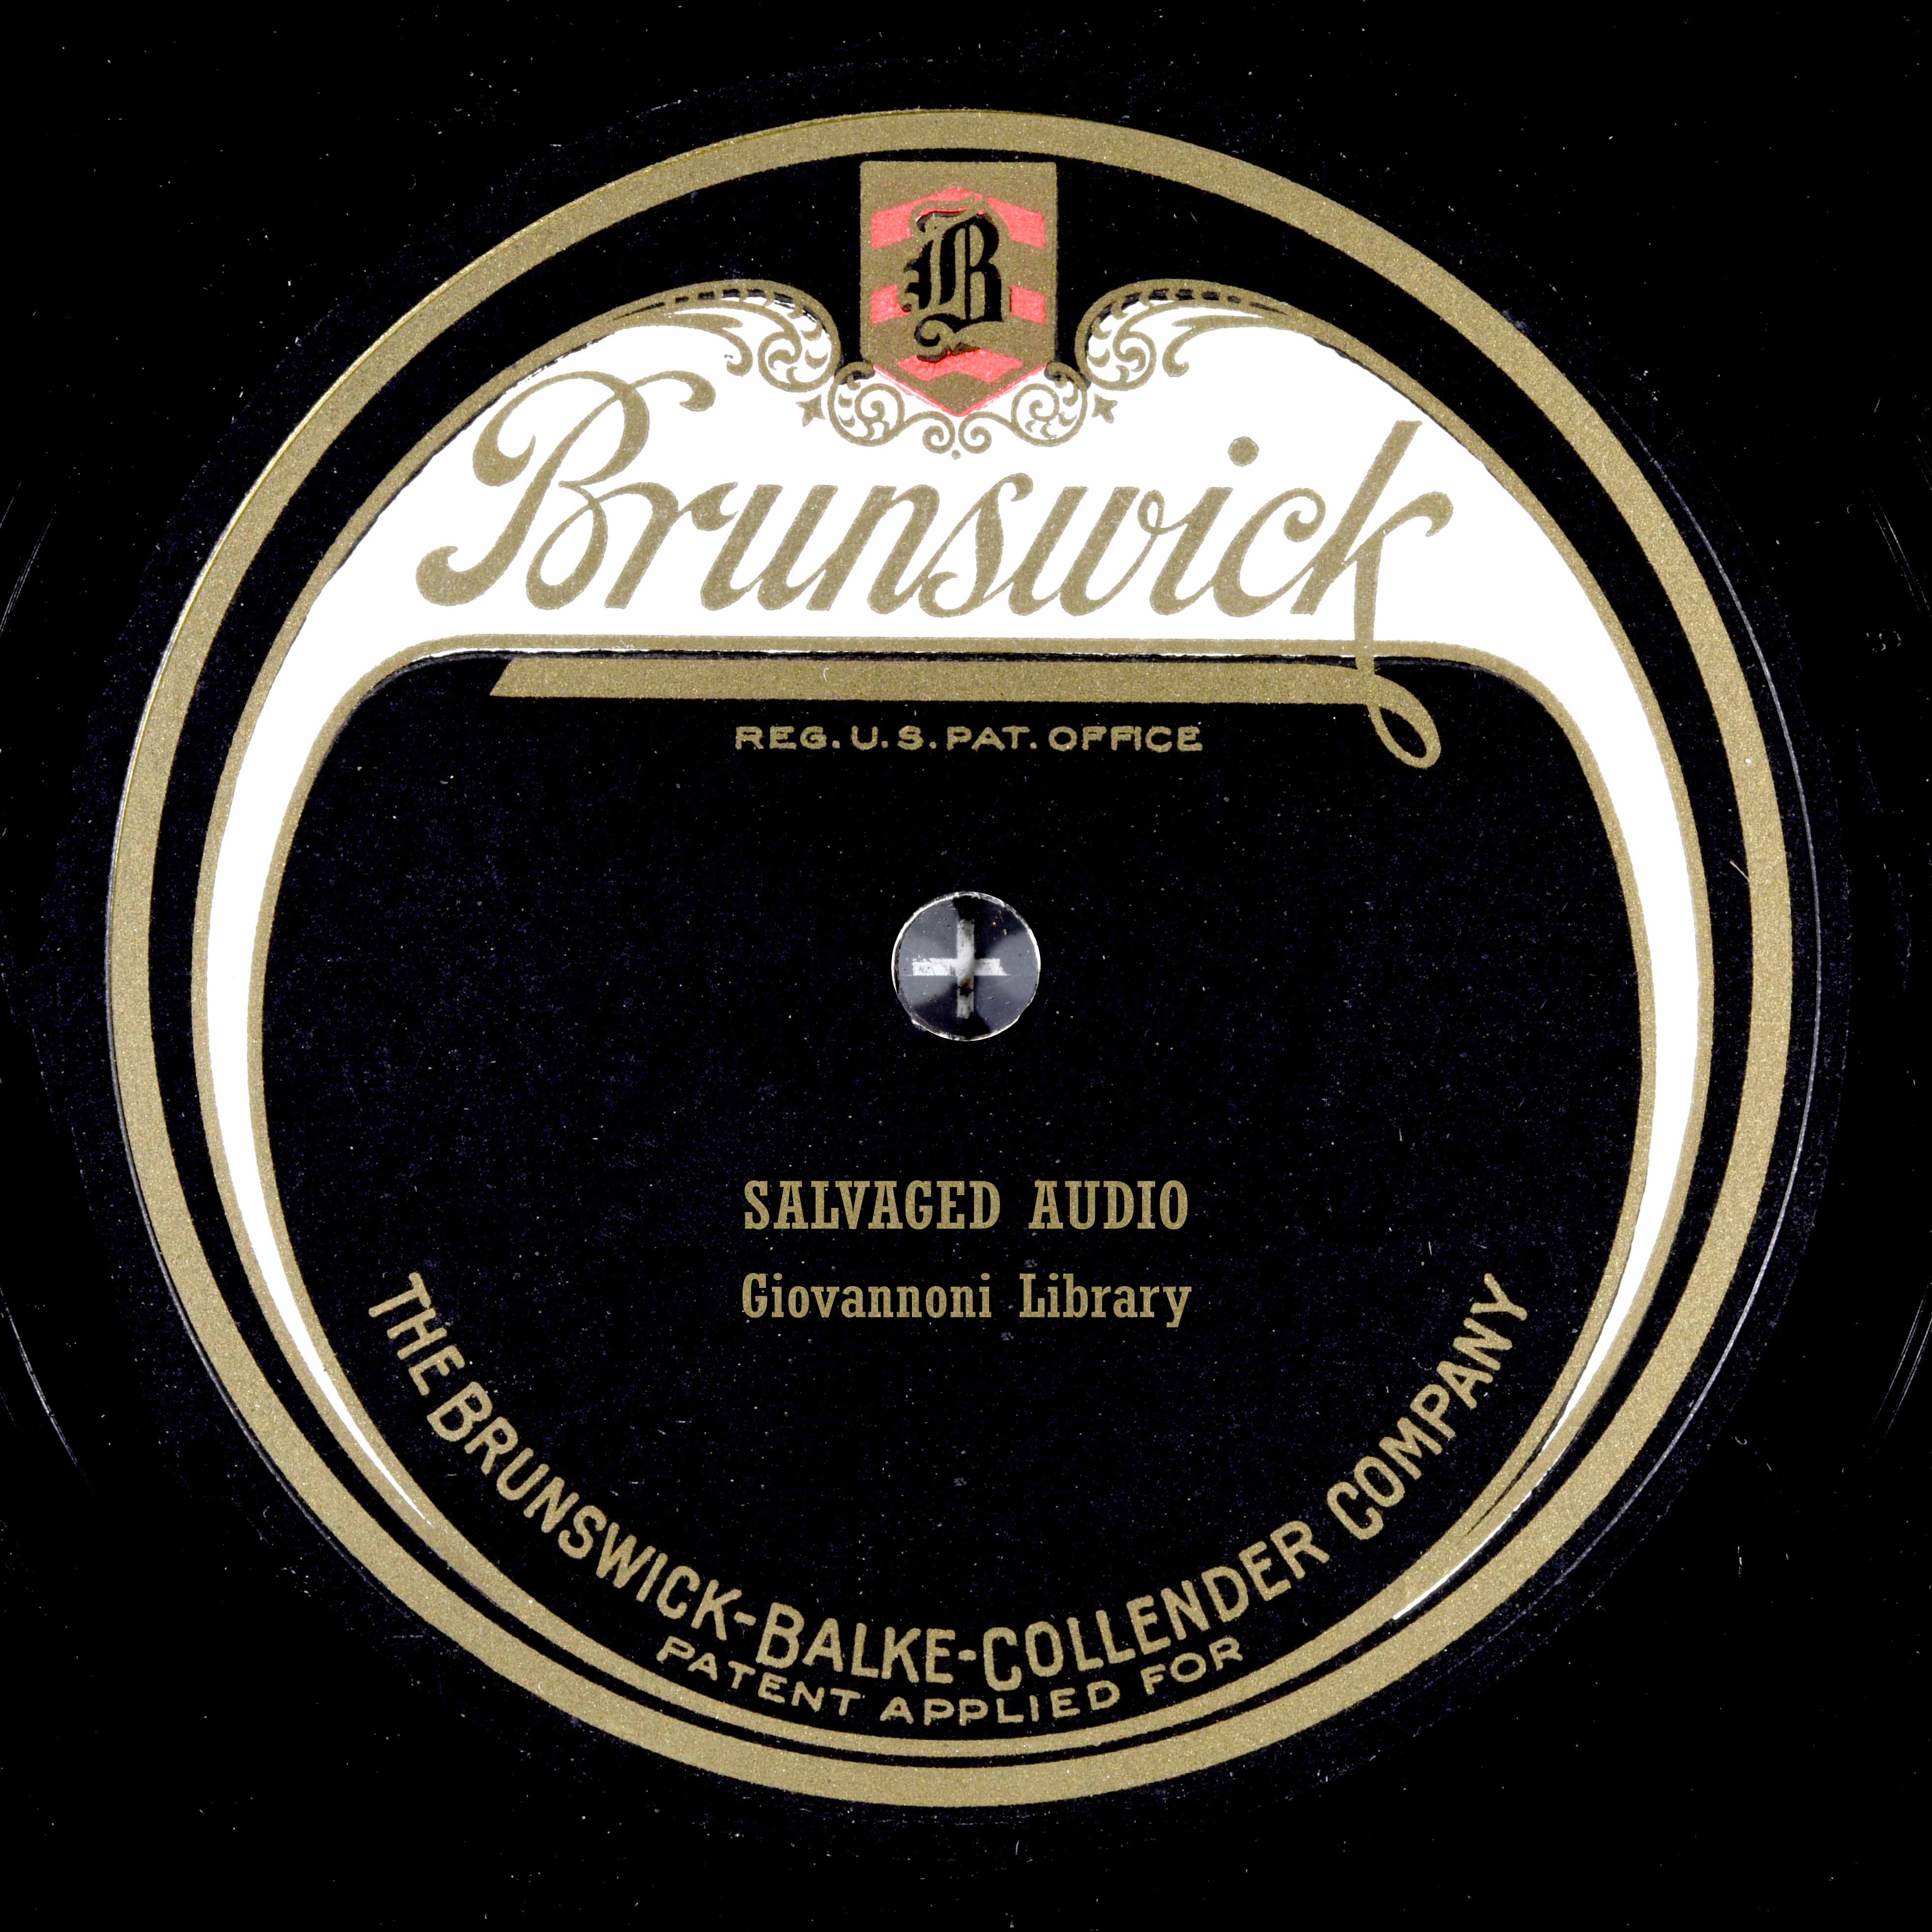 B
Brunswick
REG. U.S. PAT. OFFICE
SALVAGED AUDIO
Giovannoni Library
THE BRUNSWICK-BALKE-COLLENDER COMPANY
PATENT APPLIED FOR